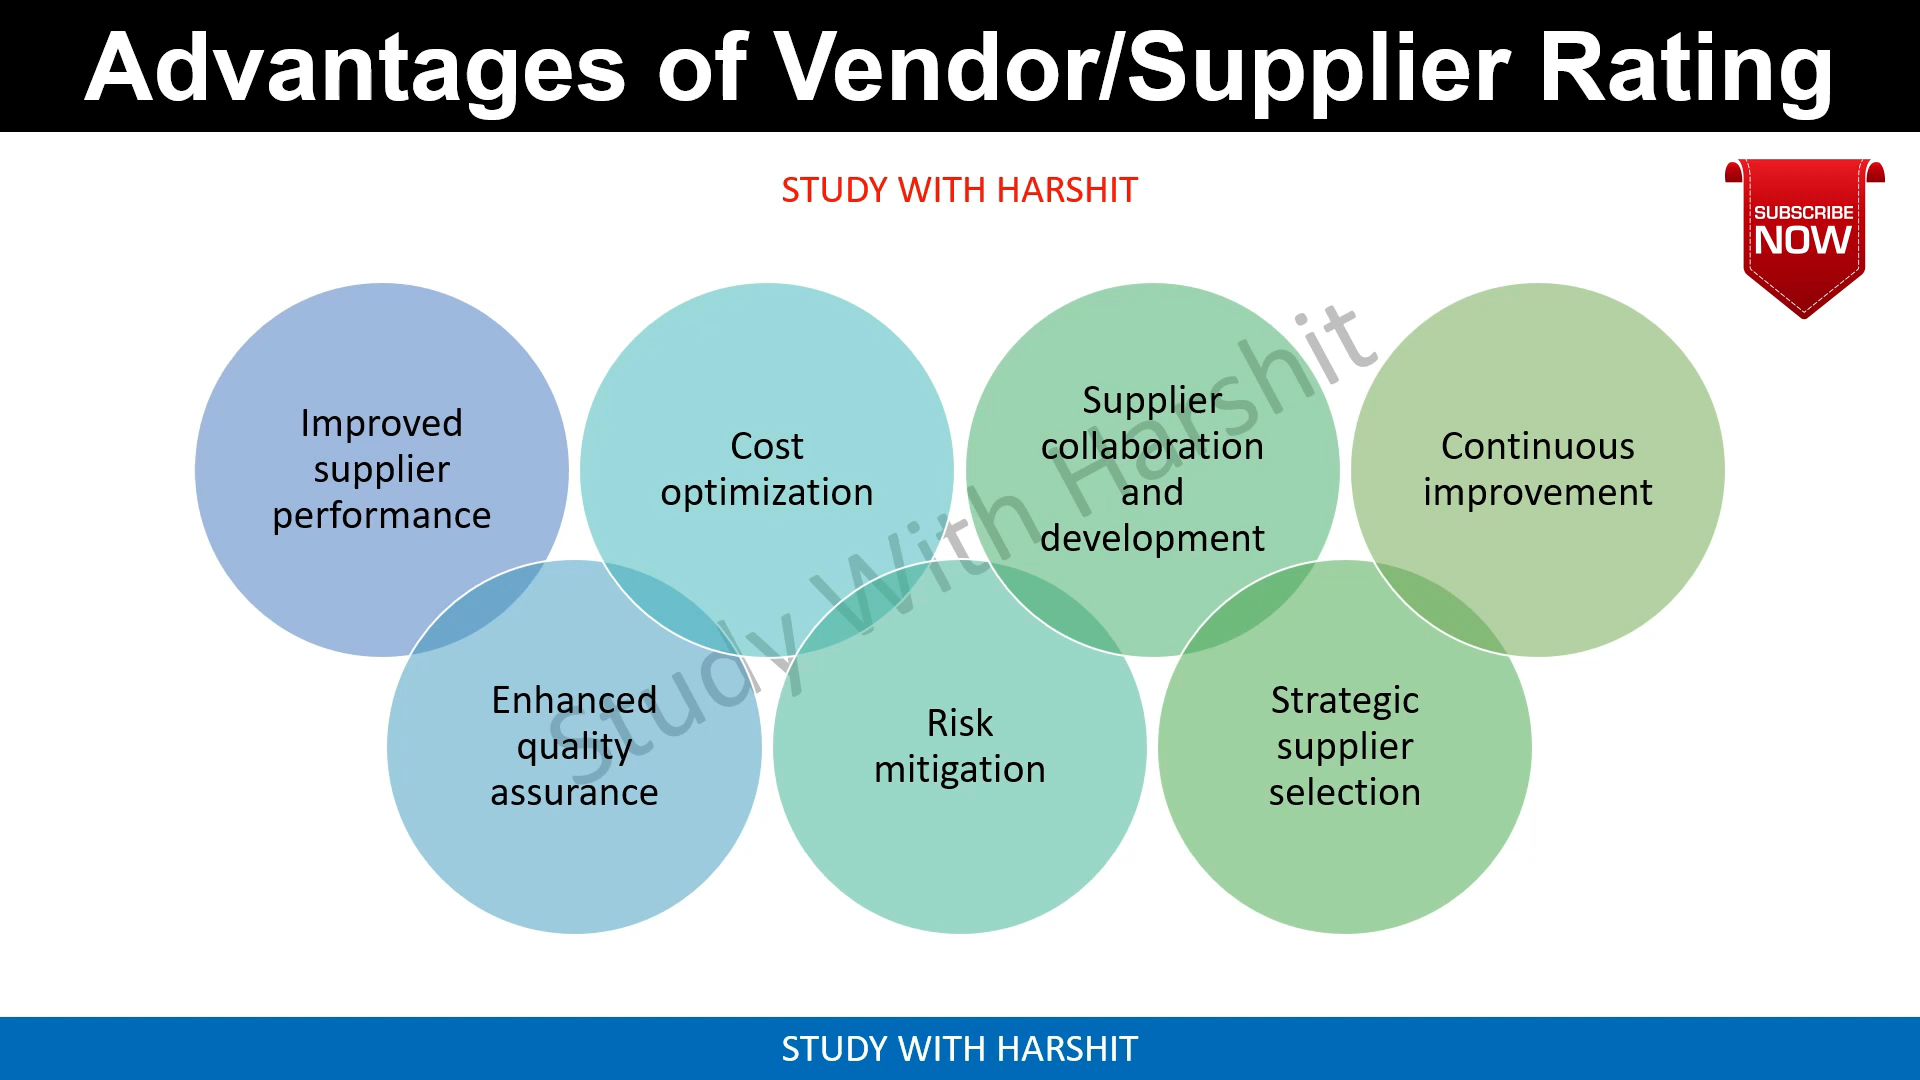 Advantages of Vendor/Supplier Rating
STUDY WITH HARSHIT
SUBSCRIBE
NOW
Improved
supplier
performance
Cost
optimization
Supplier
collaboration
and
development
Continuous
improvement
Enhanced
quality
assurance
Risk
mitigation
Strategic
supplier
selection
Study With Harshit
STUDY WITH HARSHIT